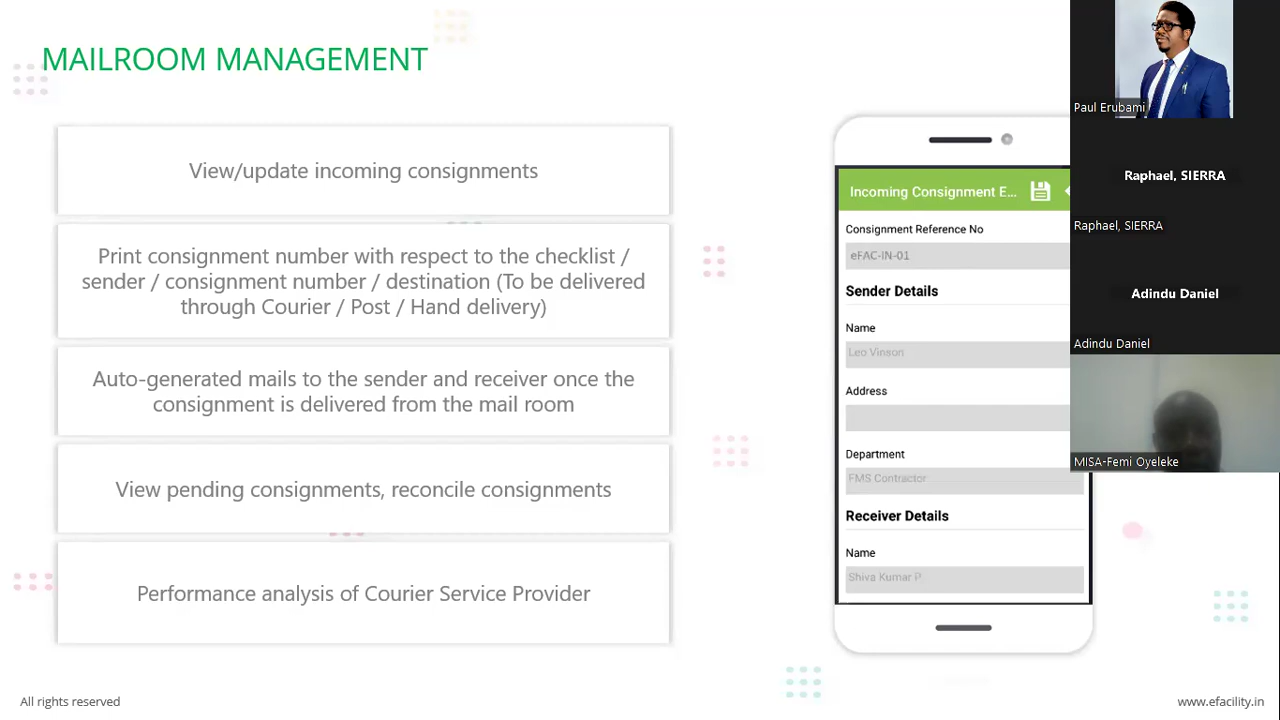 MAILROOM MANAGEMENT
View/update incoming consignments
Print consignment number with respect to the checklist /
sender / consignment number / destination (To be delivered
through Courier / Post / Hand delivery)
Auto-generated mails to the sender and receiver once the
consignment is delivered from the mail room
View pending consignments, reconcile consignments
Performance analysis of Courier Service Provider
Incoming Consignment E...
Consignment Reference No
eFAC-IN-01
Sender Details
Name
Leo Vinson
Address
Department
FMS Contractor
Receiver Details
Name
Shiva Kumar P
Paul Erubami
Raphael, SIERRA
Raphael, SIERRA
Adindu Daniel
Adindu Daniel
MISA-Femi Oyeleke
All rights reserved
www.efacility.in